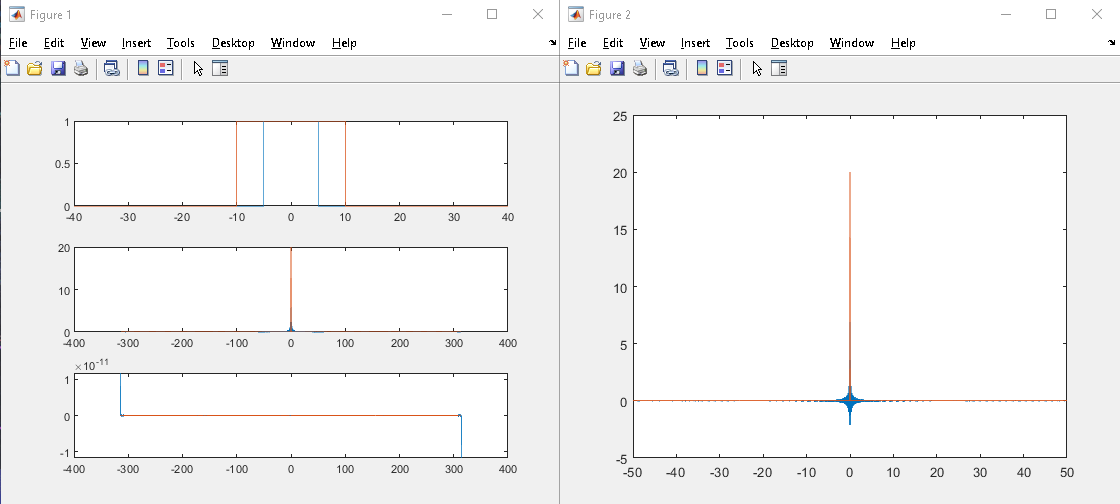 Figure 1
File Edit View Insert Tools Desktop Window Help
1
0.5
0
-40 -30 -20 -10 0 10 20 30 40
20
10
0
-400 -300 -200 -100 0 100 200 300 400
×10-11
1
0
-1
-400 -300 -200 -100 0 100 200 300 400
Figure 2
File Edit View Insert Tools Desktop Window Help
25
20
15
10
5
0
-5
-50 -40 -30 -20 -10 0 10 20 30 40 50